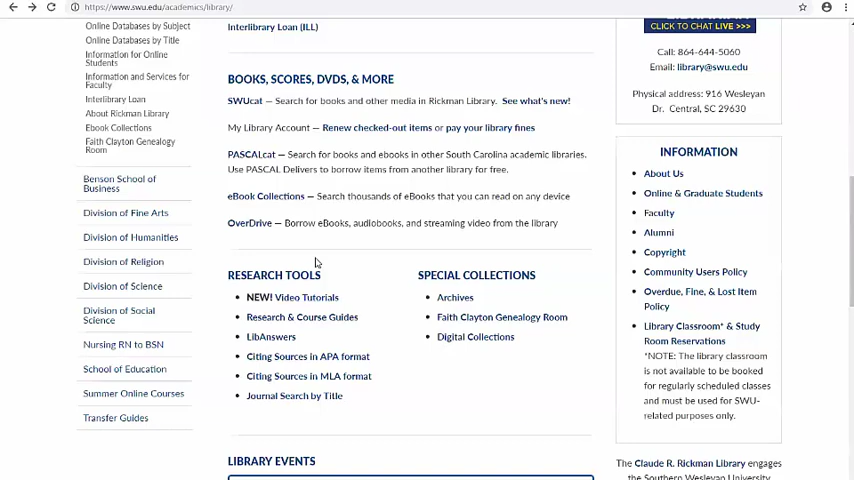 https://www.swu.edu/academics/library/
Online Databases by Subject
Online Databases by Title
Information for Online
Students
Information and Services for
Faculty
Interlibrary Loan
About Rickman Library
Ebook Collections
Faith Clayton Genealogy
Room
Benson School of
Business
Division of Fine Arts
Division of Humanities
Division of Religion
Division of Science
Division of Social
Science
Nursing RN to BSN
School of Education
Summer Online Courses
Transfer Guides
Interlibrary Loan (ILL)
BOOKS, SCORES, DVDS, & MORE
SWUcat — Search for books and other media in Rickman Library. See what's new!
My Library Account — Renew checked-out items or pay your library fines
PASCALcat — Search for books and ebooks in other South Carolina academic libraries.
Use PASCAL Delivers to borrow items from another library for free.
eBook Collections — Search thousands of eBooks that you can read on any device
OverDrive — Borrow eBooks, audiobooks, and streaming video from the library
RESEARCH TOOLS
NEW! Video Tutorials
Research & Course Guides
LibAnswers
Citing Sources in APA format
Citing Sources in MLA format
Journal Search by Title
SPECIAL COLLECTIONS
Archives
Faith Clayton Genealogy Room
Digital Collections
LIBRARY EVENTS
CLICK TO CHAT LIVE >>>
Call: 864-644-5060
Email: library@swu.edu
Physical address: 916 Wesleyan
Dr. Central, SC 29630
INFORMATION
About Us
Online & Graduate Students
Faculty
Alumni
Copyright
Community Users Policy
Overdue, Fine, & Lost Item
Policy
Library Classroom* & Study
Room Reservations
*NOTE: The library classroom
is not available to be booked
for regularly scheduled classes
and must be used for SWU-
related purposes only.
The Claude R. Rickman Library engages
the Southern Wesleyan University